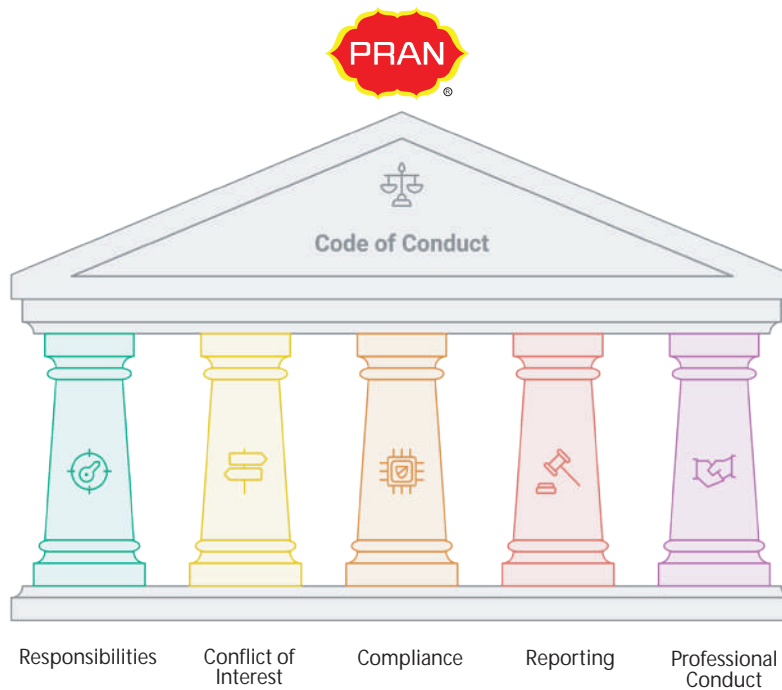 PRAN
®
Code of Conduct
Responsibilities
Conflict of
Interest
Compliance
Reporting
Professional
Conduct